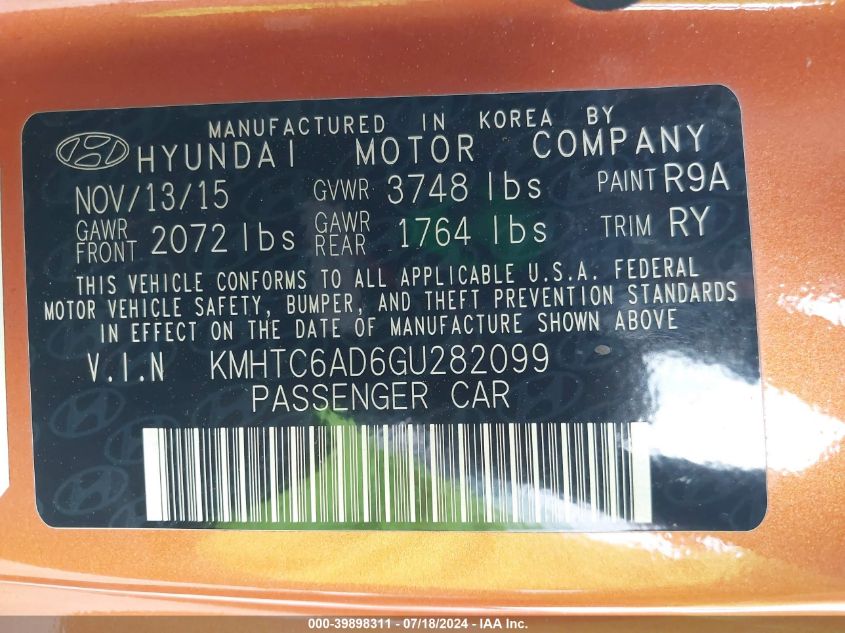 MANUFACTURED IN KOREA BY
HYUNDAI MOTOR COMPANY
NOV/13/15 GVWR 3748 lbs PAINT R9A
GAWR FRONT 2072 lbs GAWR REAR 1764 lbs TRIM RY
THIS VEHICLE CONFORMS TO ALL APPLICABLE U.S.A. FEDERAL
MOTOR VEHICLE SAFETY, BUMPER, AND THEFT PREVENTION STANDARDS
IN EFFECT ON THE DATE OF MANUFACTURE SHOWN ABOVE
V.I.N KMHTC6AD6GU282099
PASSENGER CAR
000-39898311 - 07/18/2024 - IAA Inc.